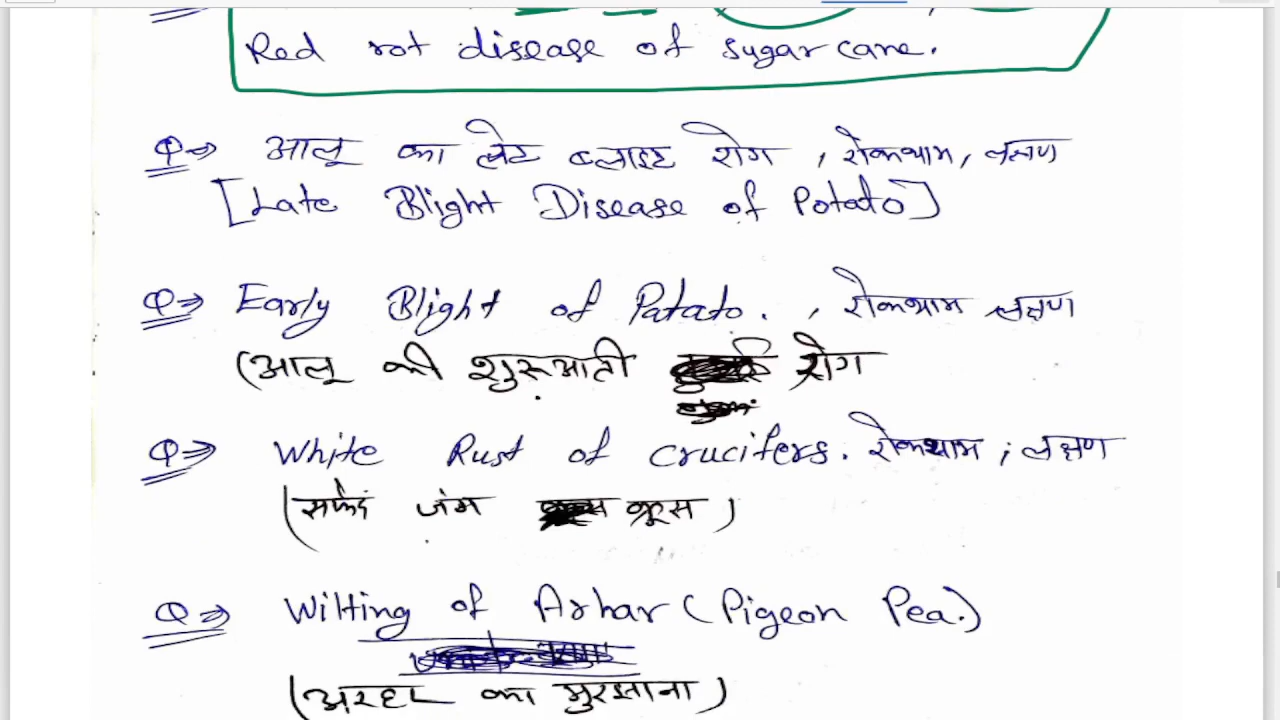 Red rot disease of sugarcane.
Q⇒ आलू का लेट ब्लाइट रोग, रोकथाम, लक्षण
[Late Blight Disease of Potato]
Q⇒ Early Blight of Patato. , रोकथाम लक्षण
(आलू की शुरूआती रोग
Q⇒ White Rust of crucifers. रोकथाम ; लक्षण
(सफेद जंग क्रूस)
Q⇒ Wilting of Arhar (Pigeon Pea.)
(अरहर का मुरझाना)